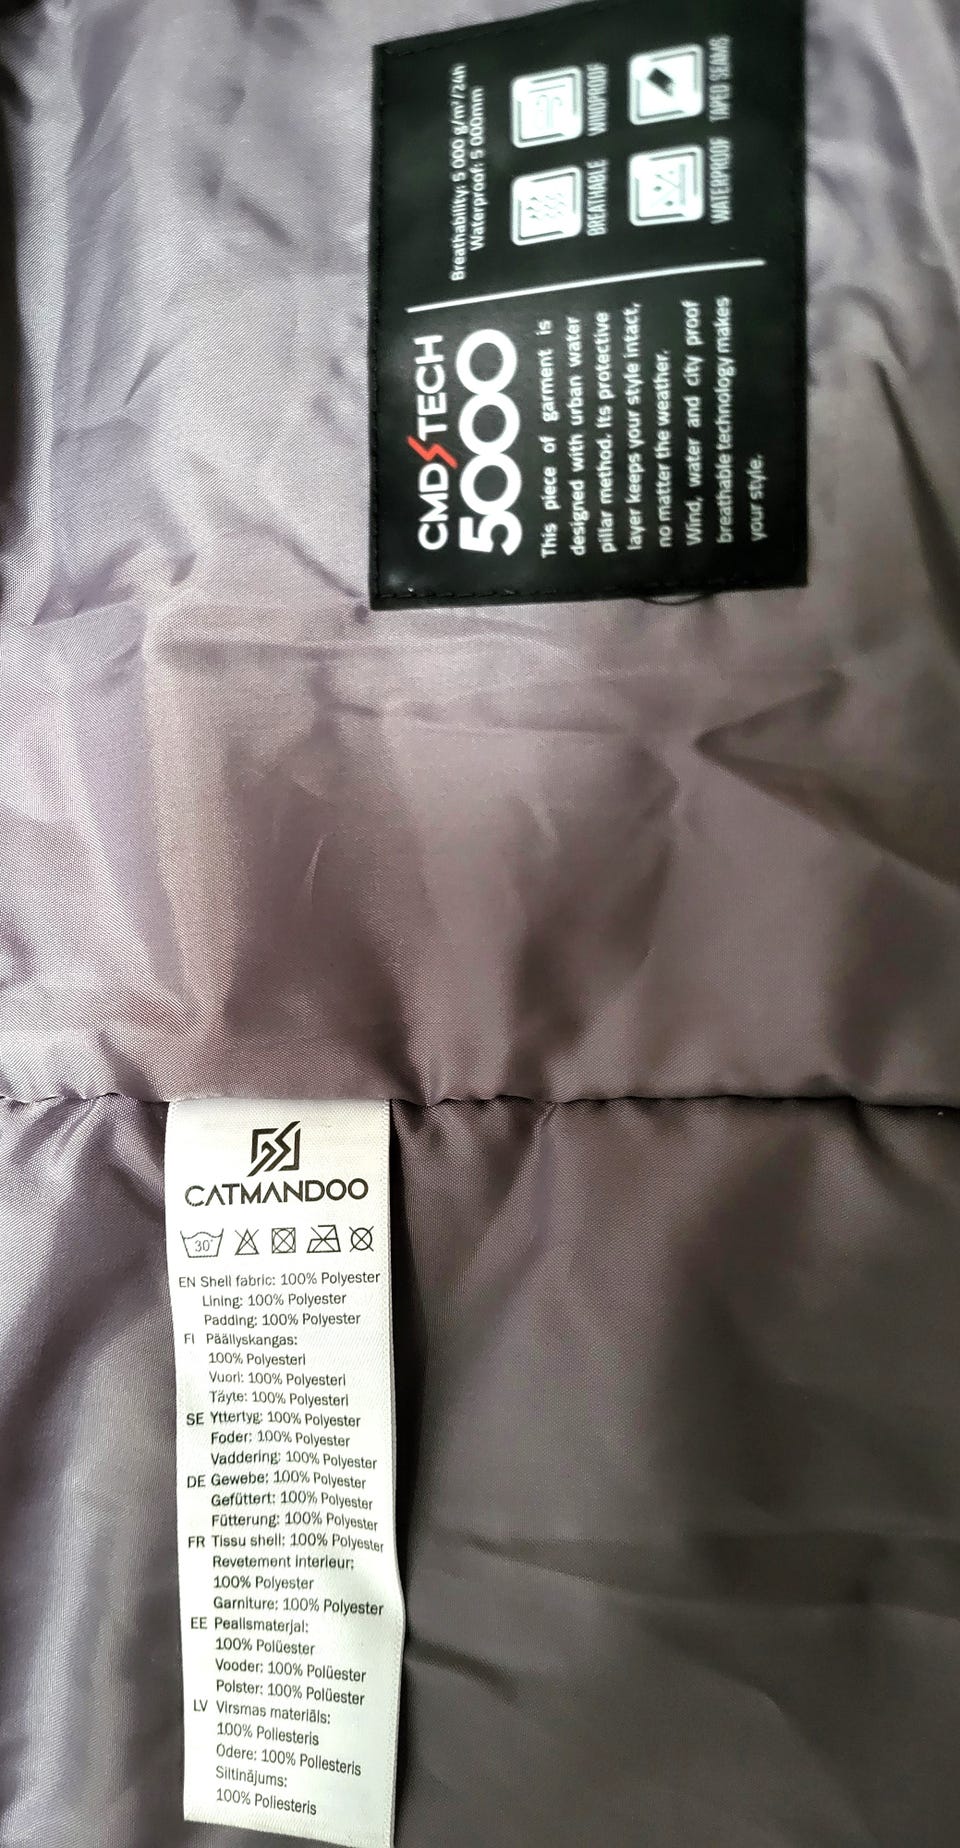 CMD TECH
5000
This piece of garment is
designed with urban water
pillar method. Its protective
layer keeps your style intact,
no matter the weather.
Wind, water and city proof
breathable technology makes
your style.
Breathability: 5 000 g/m²/24h
Waterproof: 5 000mm
BREATHABLE
WINDPROOF
WATERPROOF
TAPED SEAMS
CATMANDOO
30°
EN Shell fabric: 100% Polyester
Lining: 100% Polyester
Padding: 100% Polyester
FI Päällyskangas:
100% Polyesteri
Vuori: 100% Polyesteri
Täyte: 100% Polyesteri
SE Yttertyg: 100% Polyester
Foder: 100% Polyester
Vaddering: 100% Polyester
DE Gewebe: 100% Polyester
Gefüttert: 100% Polyester
Fütterung: 100% Polyester
FR Tissu shell: 100% Polyester
Revetement interieur:
100% Polyester
Garniture: 100% Polyester
EE Pealismaterjal:
100% Polüester
Vooder: 100% Polüester
Polster: 100% Polüester
LV Virsmas materiāls:
100% Poliesteris
Odere: 100% Poliesteris
Siltinājums:
100% Poliesteris